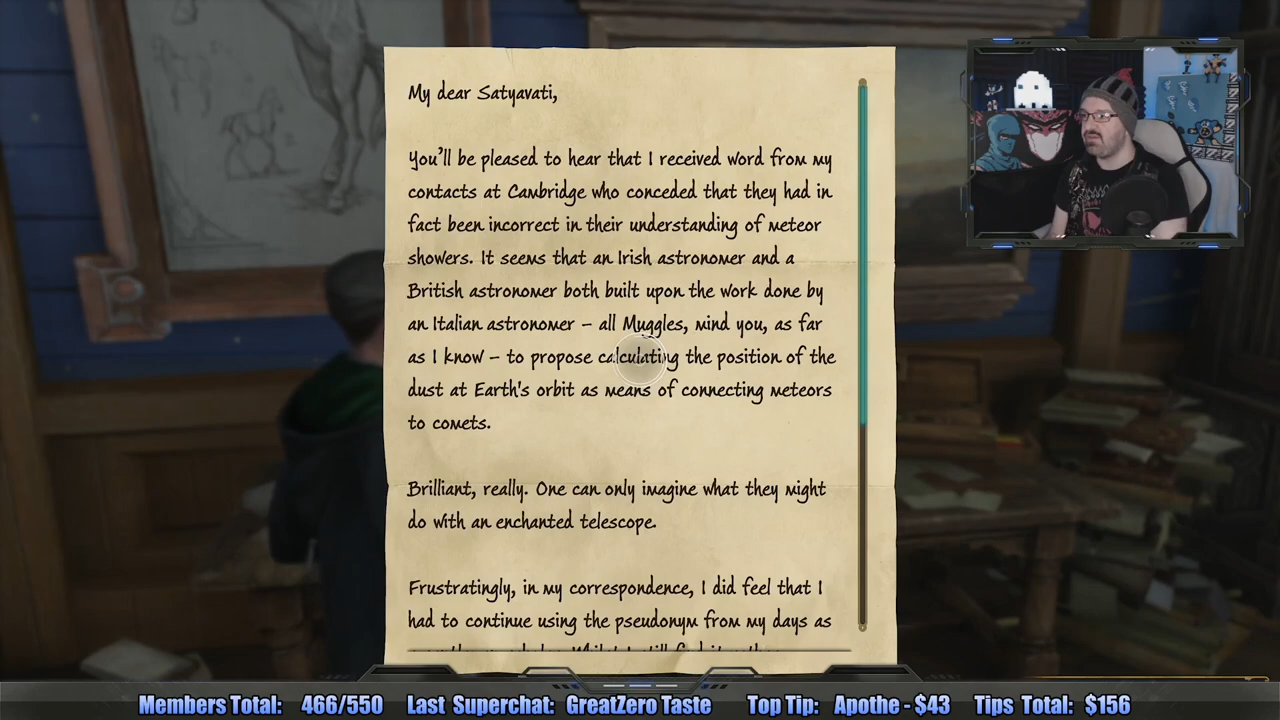 My dear Satyavati,
You'll be pleased to hear that I received word from my
contacts at Cambridge who conceded that they had in
fact been incorrect in their understanding of meteor
showers. It seems that an Irish astronomer and a
British astronomer both built upon the work done by
an Italian astronomer – all Muggles, mind you, as far
as I know – to propose calculating the position of the
dust at Earth's orbit as means of connecting meteors
to comets.
Brilliant, really. One can only imagine what they might
do with an enchanted telescope.
Frustratingly, in my correspondence, I did feel that I
had to continue using the pseudonym from my days as
Members Total: 466/550 Last Superchat: GreatZero Taste Top Tip: Apothe - $43 Tips Total: $156